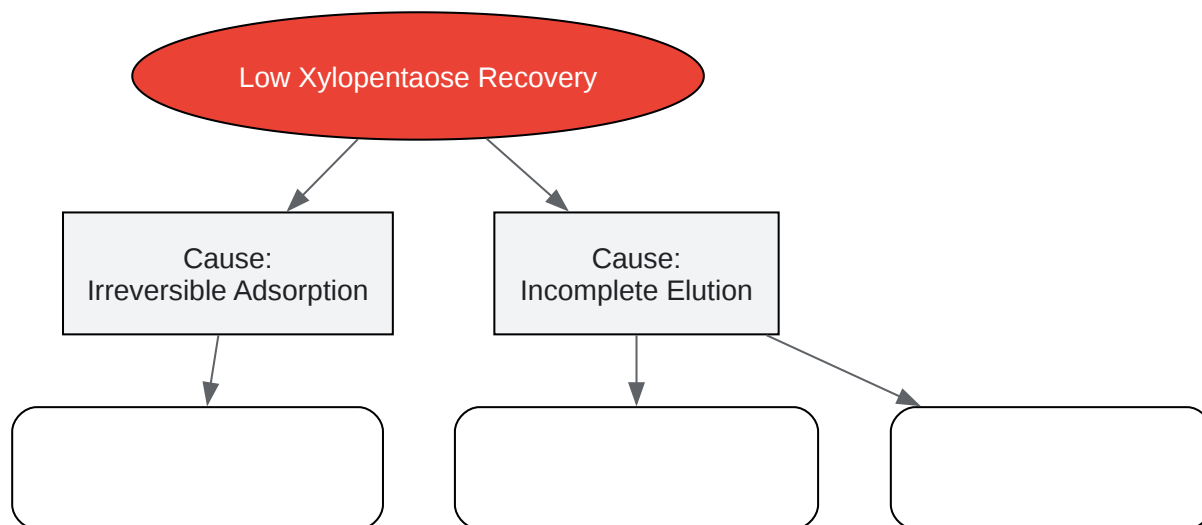 Low Xylopentaose Recovery
Cause:
Irreversible Adsorption
Cause:
Incomplete Elution